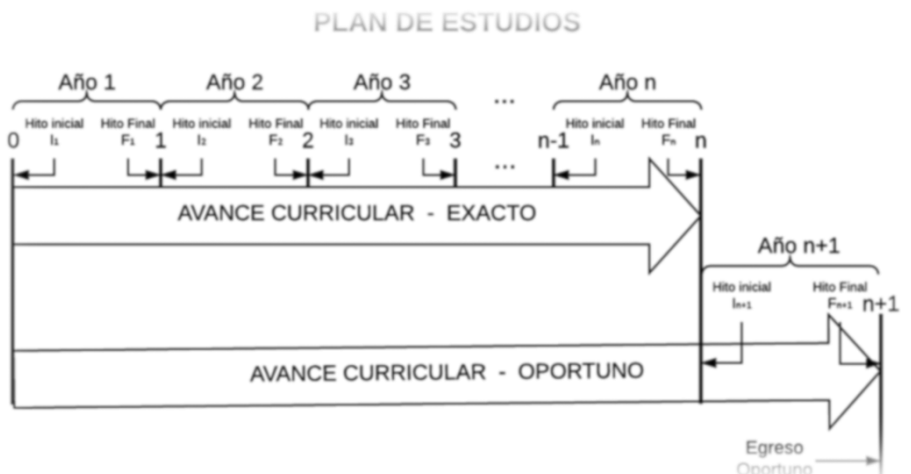 PLAN DE ESTUDIOS
Año 1 Año 2 Año 3 ... Año n
Hito inicial Hito Final Hito inicial Hito Final Hito inicial Hito Final Hito inicial Hito Final
0 I1 F1 1 I2 F2 2 I3 F3 3 n-1 In Fn n
...
AVANCE CURRICULAR - EXACTO
Año n+1
Hito inicial Hito Final
In+1 Fn+1 n+1
AVANCE CURRICULAR - OPORTUNO
Egreso
Oportuno